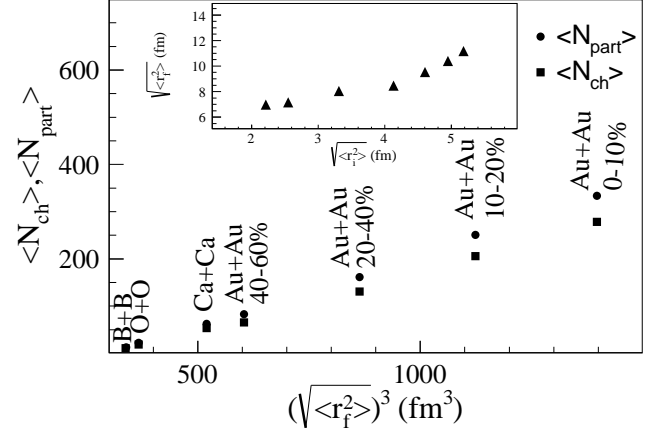 14
12
10
8
6
√<r_f^2> (fm)
2 3 4 5
√<r_i^2> (fm)
<N_part>
<N_ch>
600
400
200
<N_ch>,<N_part>
B+B
O+O
Ca+Ca
Au+Au
40-60%
Au+Au
20-40%
Au+Au
10-20%
Au+Au
0-10%
500 1000
(√<r_f^2>)^3 (fm^3)